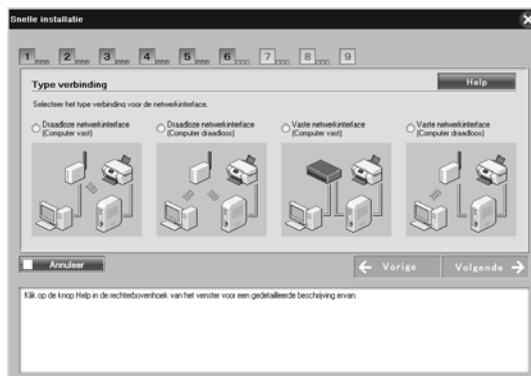 Snelle installatie
1 2 3 4 5 6 7 8 9
Type verbinding
Help
Selecteer het type verbinding voor de netwerkinterface.
Draadloze netwerkinterface
(Computer vast)
Draadloze netwerkinterface
(Computer draadloos)
Vaste netwerkinterface
(Computer vast)
Vaste netwerkinterface
(Computer draadloos)
Annuleer
Vorige
Volgende
Klik op de knop Help in de rechterbovenhoek van het venster voor een gedetailleerde beschrijving ervan.